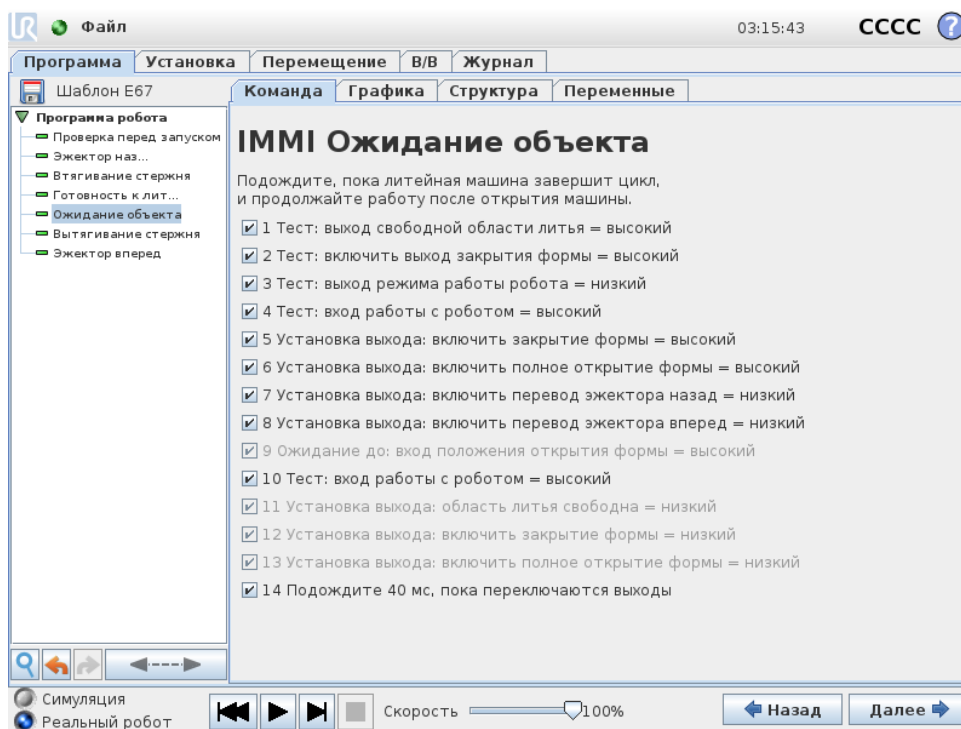 UR Файл 03:15:43 CCCC ?
Программа Установка Перемещение В/В Журнал
Шаблон E67
Команда Графика Структура Переменные
Программа робота
Проверка перед запуском
Эжектор наз...
Втягивание стержня
Готовность к лит...
Ожидание объекта
Вытягивание стержня
Эжектор вперед
IMMI Ожидание объекта
Подождите, пока литейная машина завершит цикл,
и продолжайте работу после открытия машины.
1 Тест: выход свободной области литья = высокий
2 Тест: включить выход закрытия формы = высокий
3 Тест: выход режима работы робота = низкий
4 Тест: вход работы с роботом = высокий
5 Установка выхода: включить закрытие формы = высокий
6 Установка выхода: включить полное открытие формы = высокий
7 Установка выхода: включить перевод эжектора назад = низкий
8 Установка выхода: включить перевод эжектора вперед = низкий
9 Ожидание до: вход положения открытия формы = высокий
10 Тест: вход работы с роботом = высокий
11 Установка выхода: область литья свободна = низкий
12 Установка выхода: включить закрытие формы = низкий
13 Установка выхода: включить полное открытие формы = низкий
14 Подождите 40 мс, пока переключаются выходы
Симуляция
Реальный робот
Скорость 100%
Назад
Далее